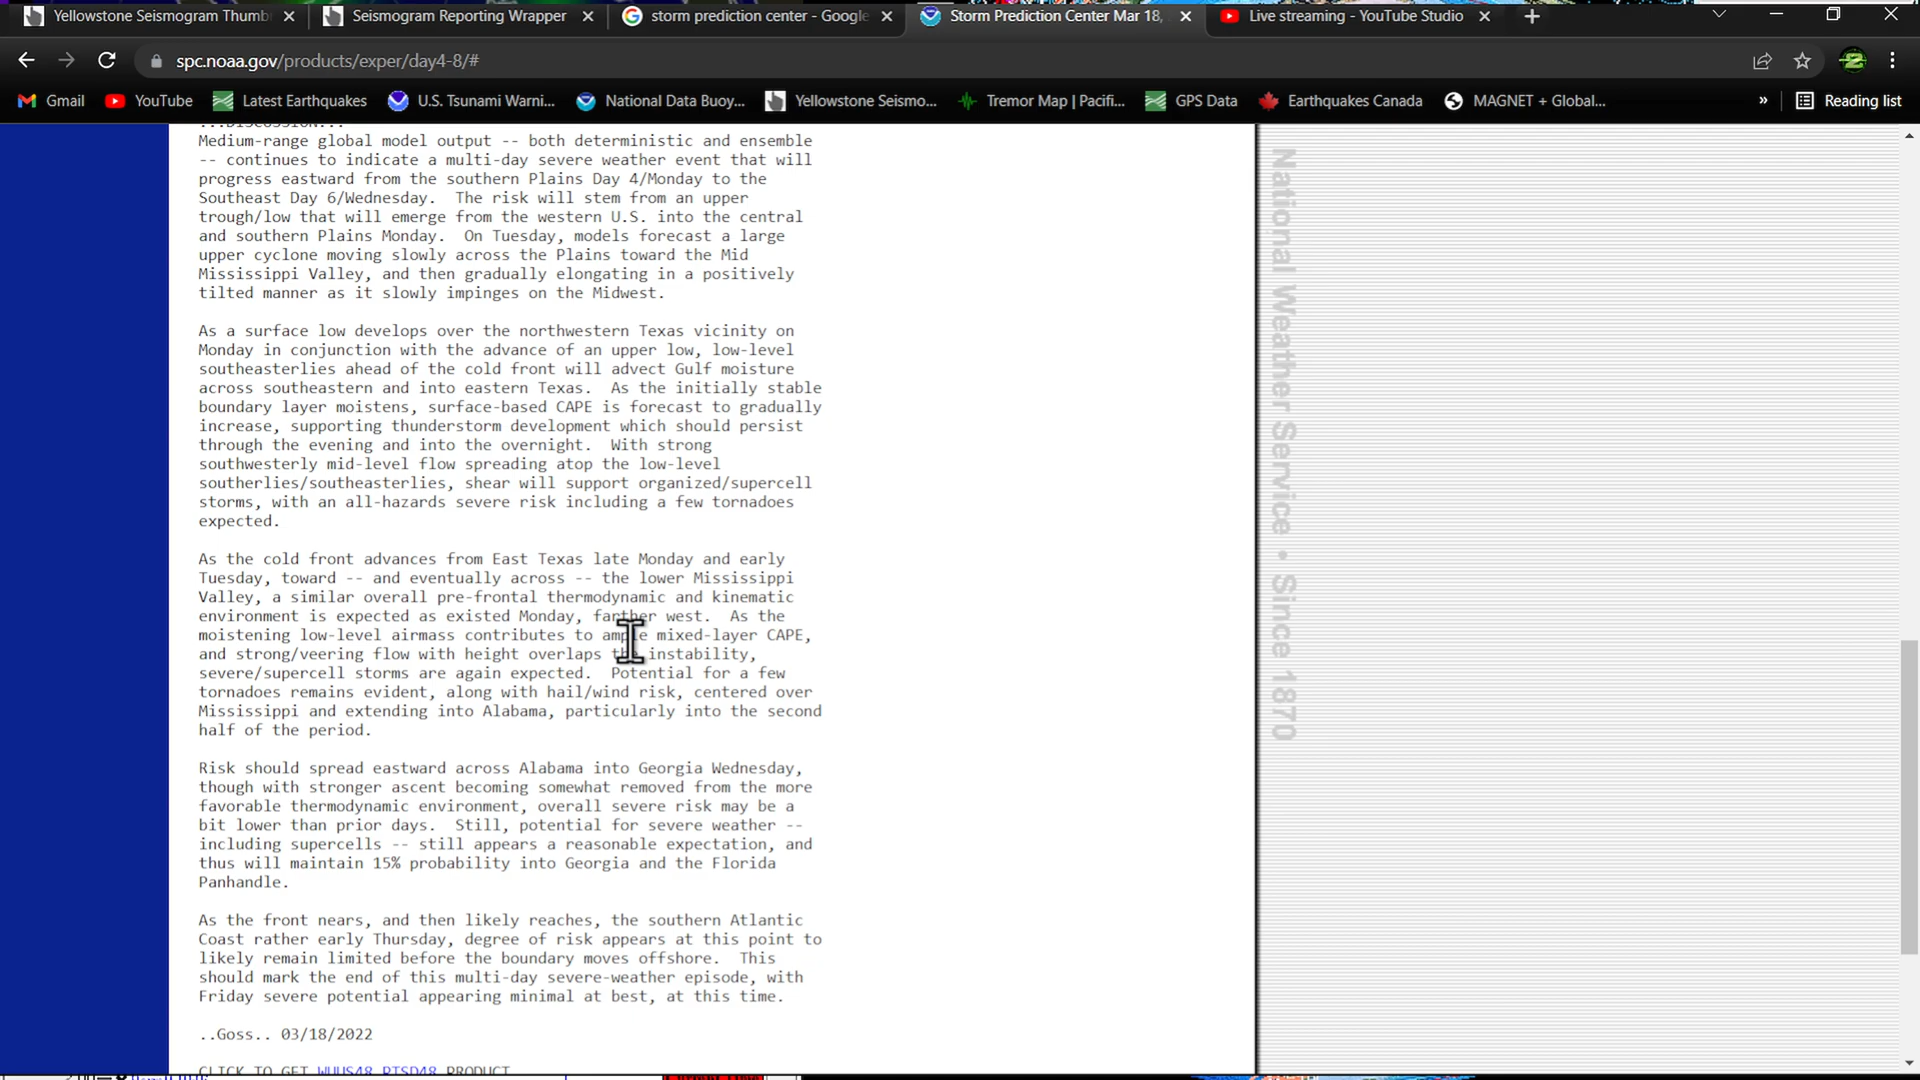 Yellowstone Seismogram Thumb
Seismogram Reporting Wrapper
storm prediction center - Google
Storm Prediction Center Mar 18,
Live streaming - YouTube Studio
spc.noaa.gov/products/exper/day4-8/#
Gmail
YouTube
Latest Earthquakes
U.S. Tsunami Warni...
National Data Buoy...
Yellowstone Seismo...
Tremor Map | Pacifi...
GPS Data
Earthquakes Canada
MAGNET + Global...
»
Reading list
...DISCUSSION...
Medium-range global model output -- both deterministic and ensemble
-- continues to indicate a multi-day severe weather event that will
progress eastward from the southern Plains Day 4/Monday to the
Southeast Day 6/Wednesday.  The risk will stem from an upper
trough/low that will emerge from the western U.S. into the central
and southern Plains Monday.  On Tuesday, models forecast a large
upper cyclone moving slowly across the Plains toward the Mid
Mississippi Valley, and then gradually elongating in a positively
tilted manner as it slowly impinges on the Midwest.
As a surface low develops over the northwestern Texas vicinity on
Monday in conjunction with the advance of an upper low, low-level
southeasterlies ahead of the cold front will advect Gulf moisture
across southeastern and into eastern Texas.  As the initially stable
boundary layer moistens, surface-based CAPE is forecast to gradually
increase, supporting thunderstorm development which should persist
through the evening and into the overnight.  With strong
southwesterly mid-level flow spreading atop the low-level
southerlies/southeasterlies, shear will support organized/supercell
storms, with an all-hazards severe risk including a few tornadoes
expected.
As the cold front advances from East Texas late Monday and early
Tuesday, toward -- and eventually across -- the lower Mississippi
Valley, a similar overall pre-frontal thermodynamic and kinematic
environment is expected as existed Monday, farther west.  As the
moistening low-level airmass contributes to ample mixed-layer CAPE,
and strong/veering flow with height overlaps the instability,
severe/supercell storms are again expected.  Potential for a few
tornadoes remains evident, along with hail/wind risk, centered over
Mississippi and extending into Alabama, particularly into the second
half of the period.
Risk should spread eastward across Alabama into Georgia Wednesday,
though with stronger ascent becoming somewhat removed from the more
favorable thermodynamic environment, overall severe risk may be a
bit lower than prior days.  Still, potential for severe weather --
including supercells -- still appears a reasonable expectation, and
thus will maintain 15% probability into Georgia and the Florida
Panhandle.
As the front nears, and then likely reaches, the southern Atlantic
Coast rather early Thursday, degree of risk appears at this point to
likely remain limited before the boundary moves offshore.  This
should mark the end of this multi-day severe-weather episode, with
Friday severe potential appearing minimal at best, at this time.
..Goss.. 03/18/2022
CLICK TO GET WUUS48 PTSD48 PRODUCT
National Weather Service • Since 1870